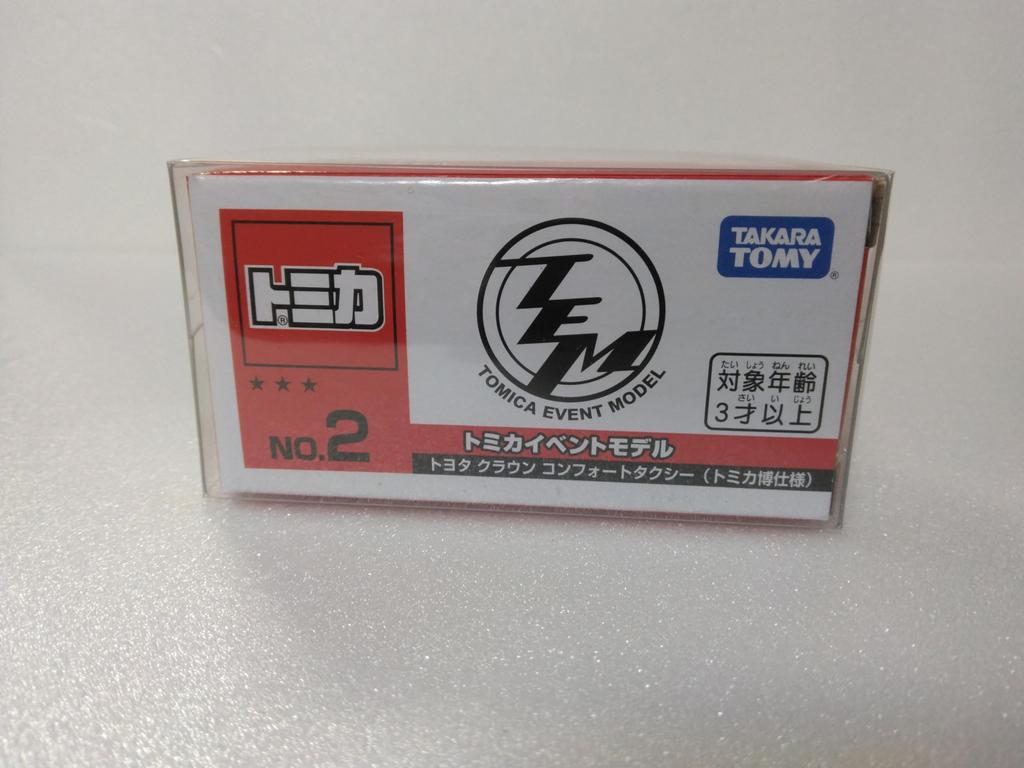 トミカ
®
★★★
NO.2
TEM
TOMICA EVENT MODEL
TAKARA
TOMY
®
たい しょう ねん れい
対象年齢
さい い じょう
3才以上
トミカイベントモデル
トヨタ クラウン コンフォートタクシー（トミカ博仕様）